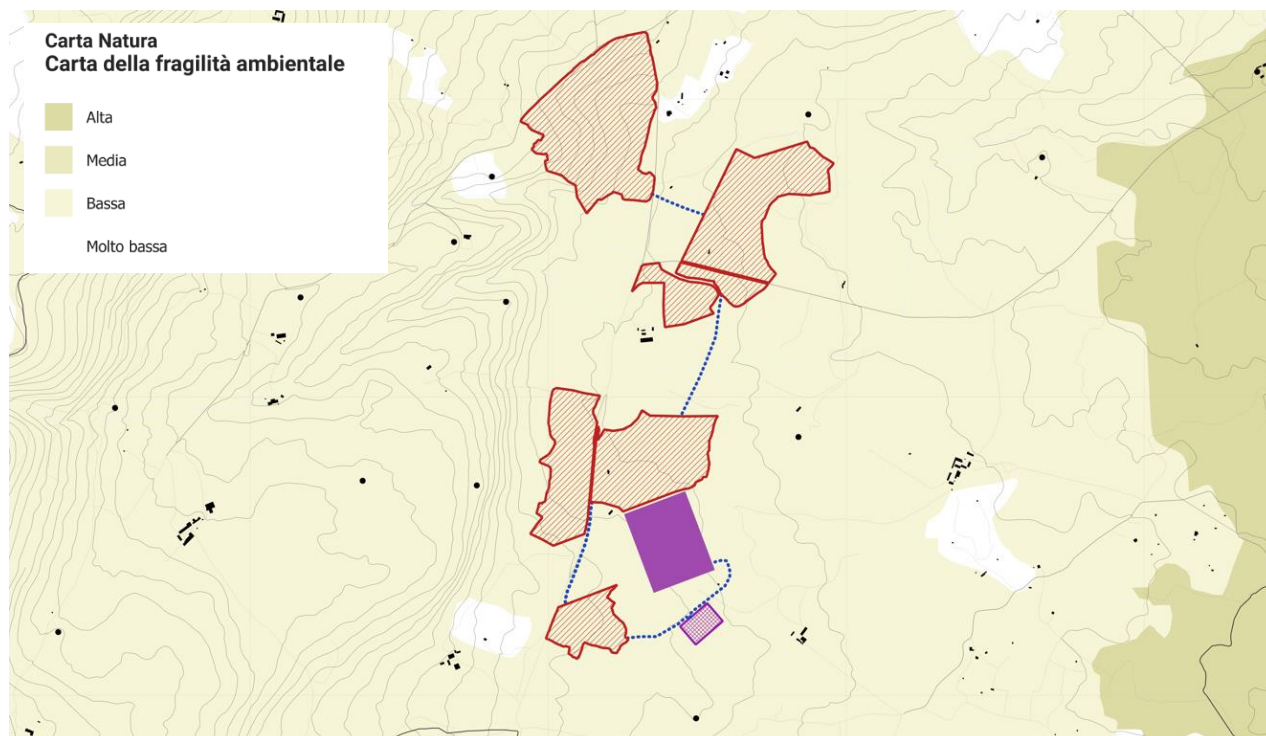 Carta Natura
Carta della fragilità ambientale
Alta
Media
Bassa
Molto bassa